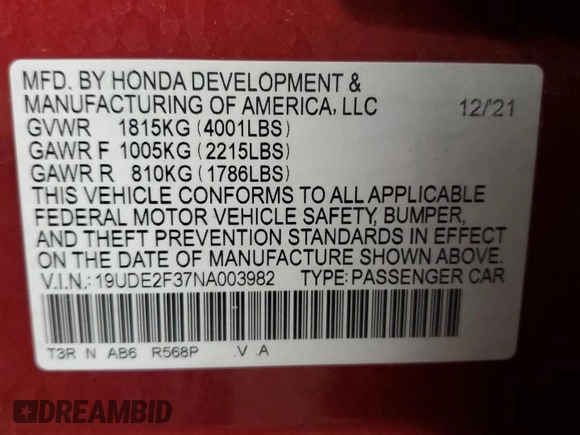 MFD. BY HONDA DEVELOPMENT &
MANUFACTURING OF AMERICA, LLC 12/21
GVWR 1815KG (4001LBS)
GAWR F 1005KG (2215LBS)
GAWR R 810KG (1786LBS)
THIS VEHICLE CONFORMS TO ALL APPLICABLE
FEDERAL MOTOR VEHICLE SAFETY, BUMPER,
AND THEFT PREVENTION STANDARDS IN EFFECT
ON THE DATE OF MANUFACTURE SHOWN ABOVE.
V.I.N.: 19UDE2F37NA003982 TYPE: PASSENGER CAR
T3R N AB6 R568P .V .A
DREAMBID